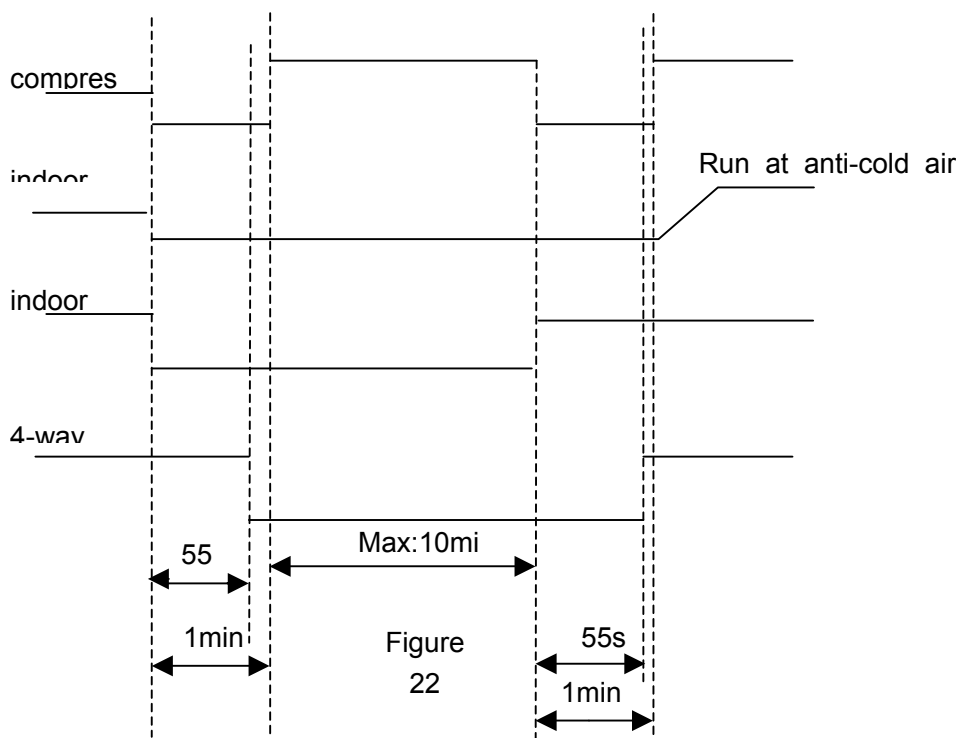 compres
indoor
Run at anti-cold air
indoor
4-way
55
Max:10mi
1min
Figure
22
55s
1min